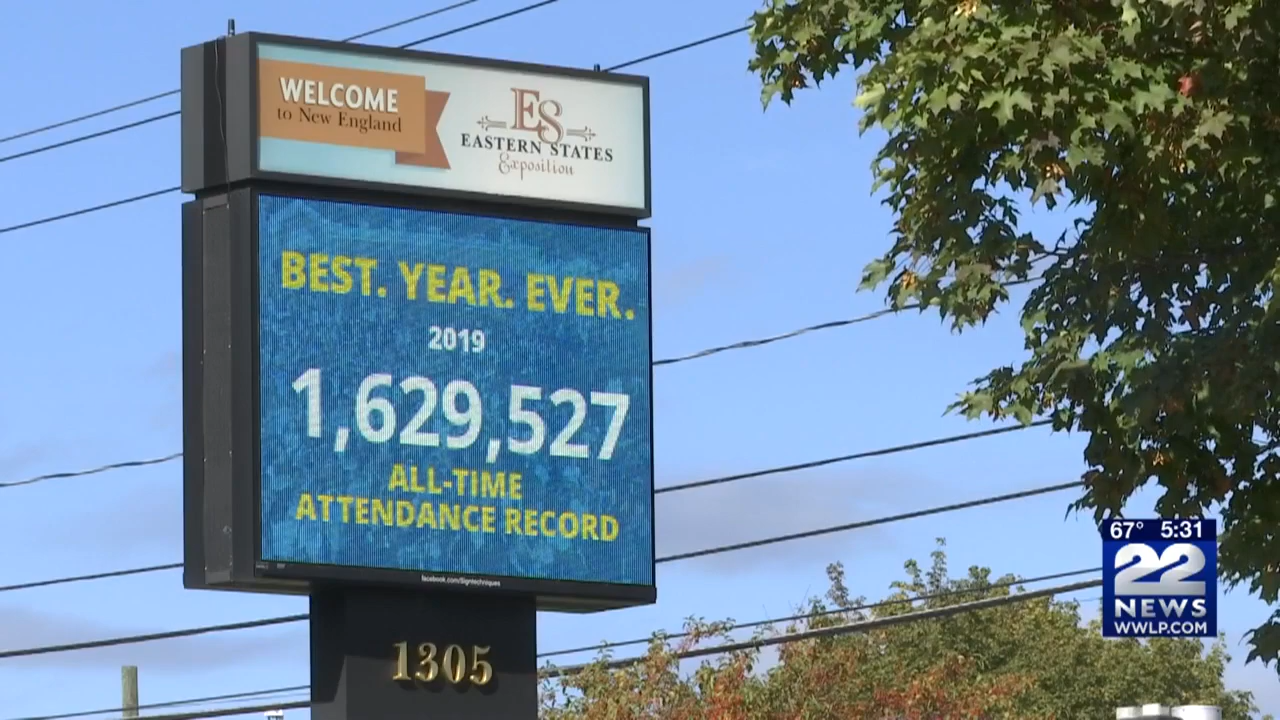 WELCOME
to New England
ES
EASTERN STATES
Exposition
BEST. YEAR. EVER.
2019
1,629,527
ALL-TIME
ATTENDANCE RECORD
facebook.com/Signtechniques
1305
67° 5:31
22
NEWS
WWLP.COM